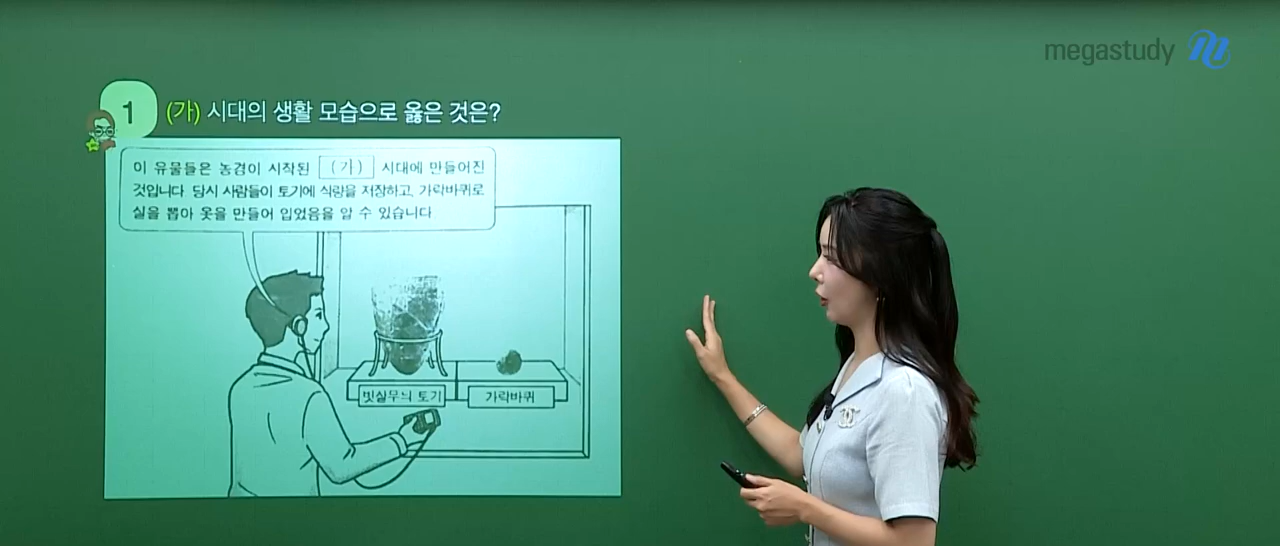 megastudy
1 (가) 시대의 생활 모습으로 옳은 것은?
이 유물들은 농경이 시작된 (가) 시대에 만들어진
것입니다. 당시 사람들이 토기에 식량을 저장하고, 가락바퀴로
실을 뽑아 옷을 만들어 입었음을 알 수 있습니다.
빗살무늬 토기
가락바퀴